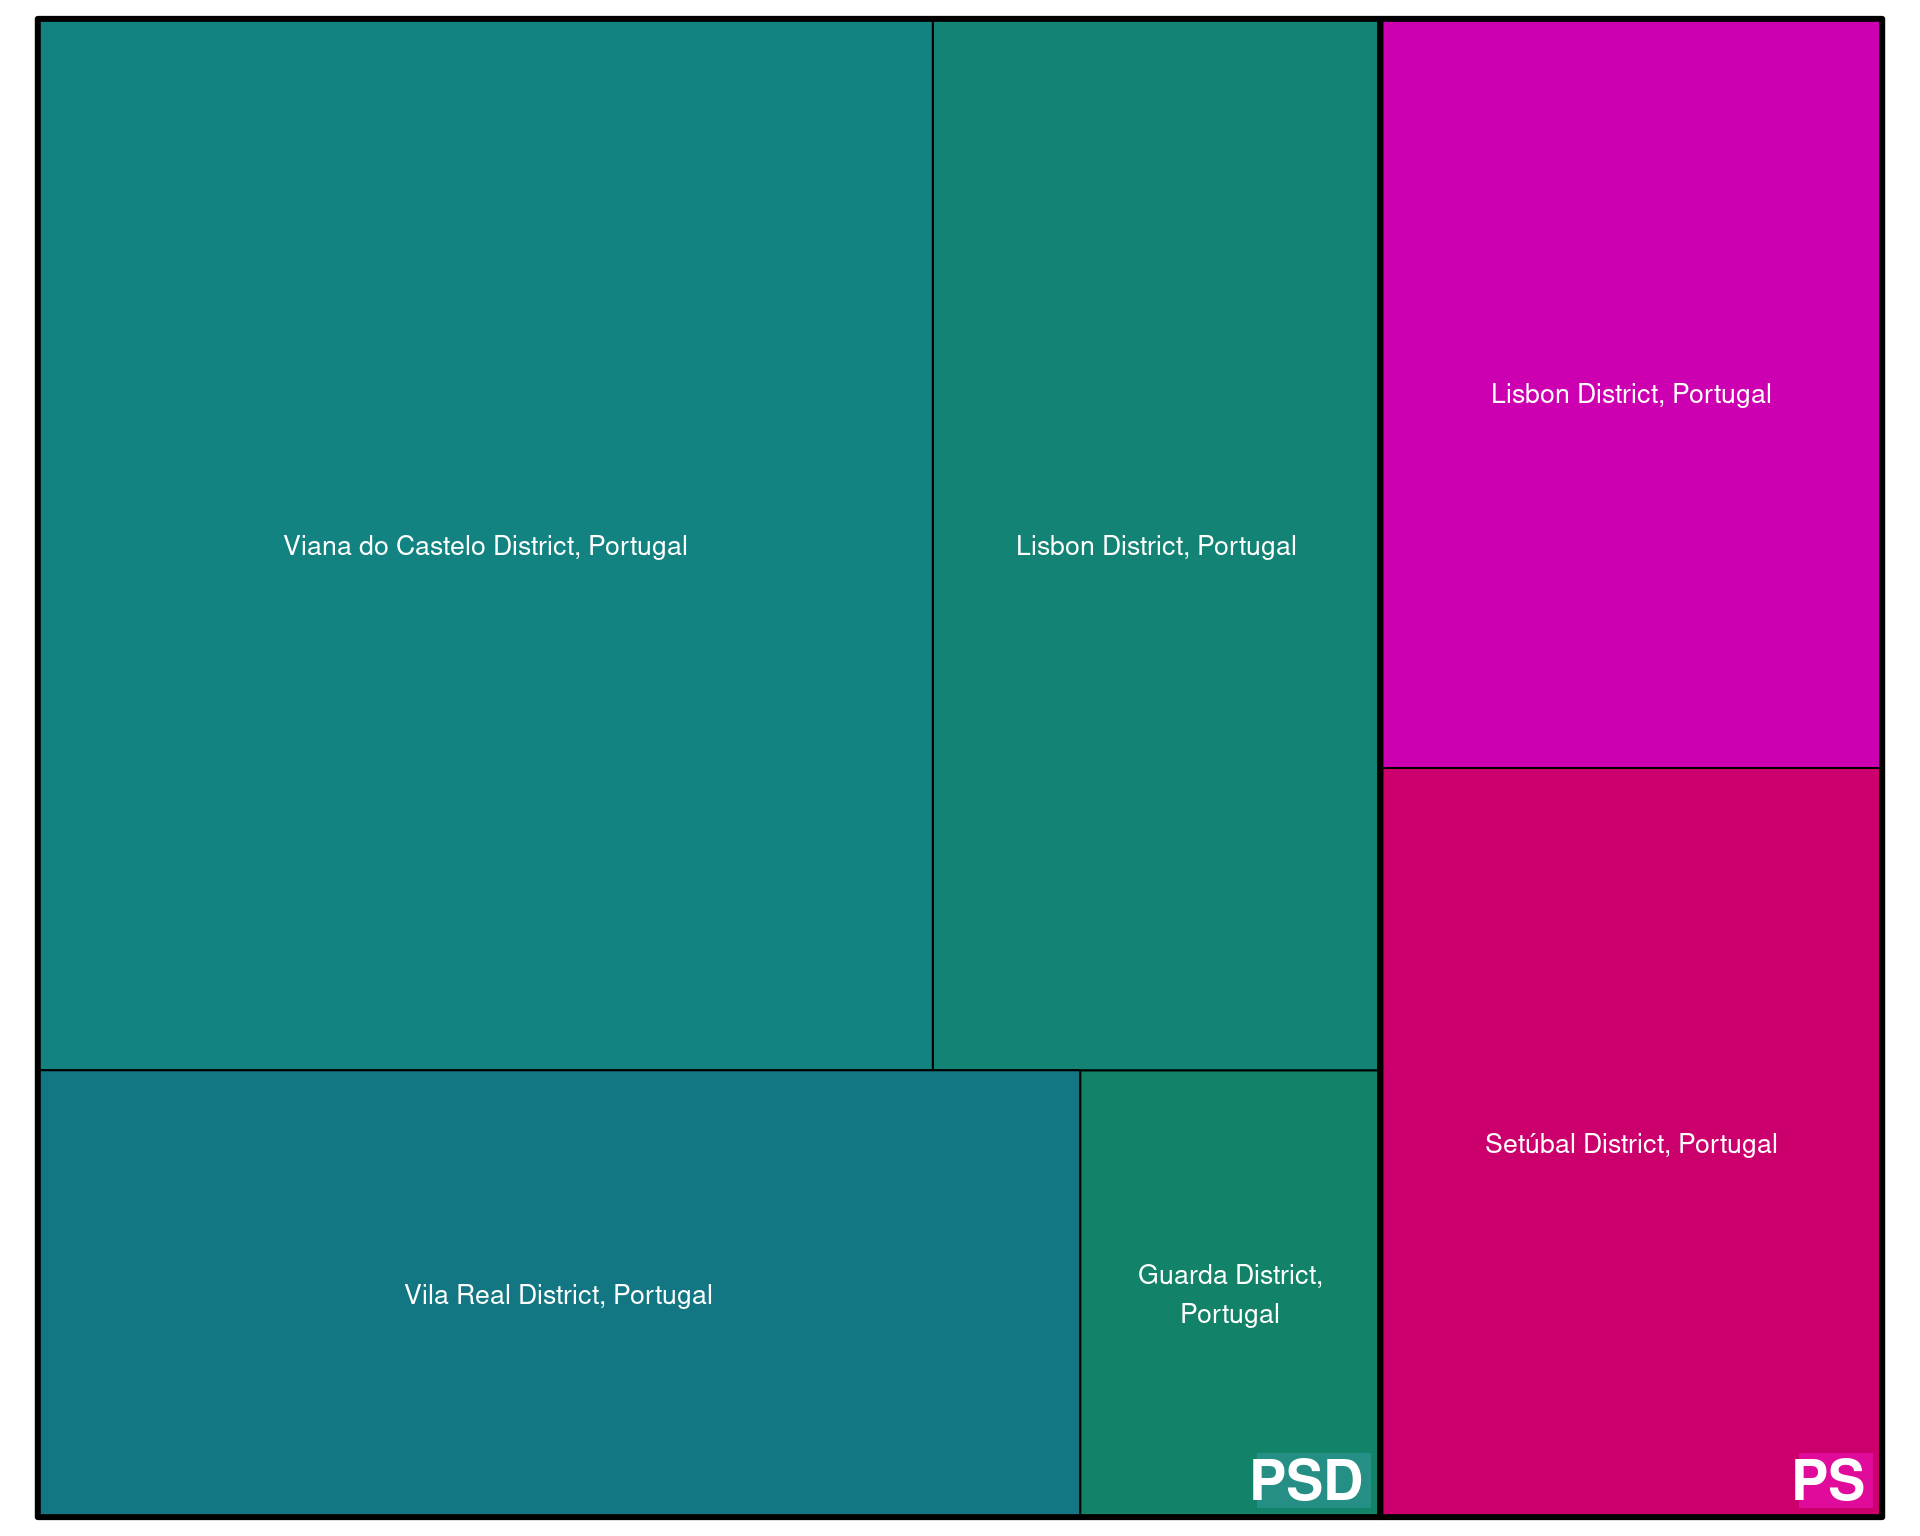 Lisbon District, Portugal
Viana do Castelo District, Portugal
Lisbon District, Portugal
Setúbal District, Portugal
Vila Real District, Portugal
Guarda District,
Portugal
PSD
PS